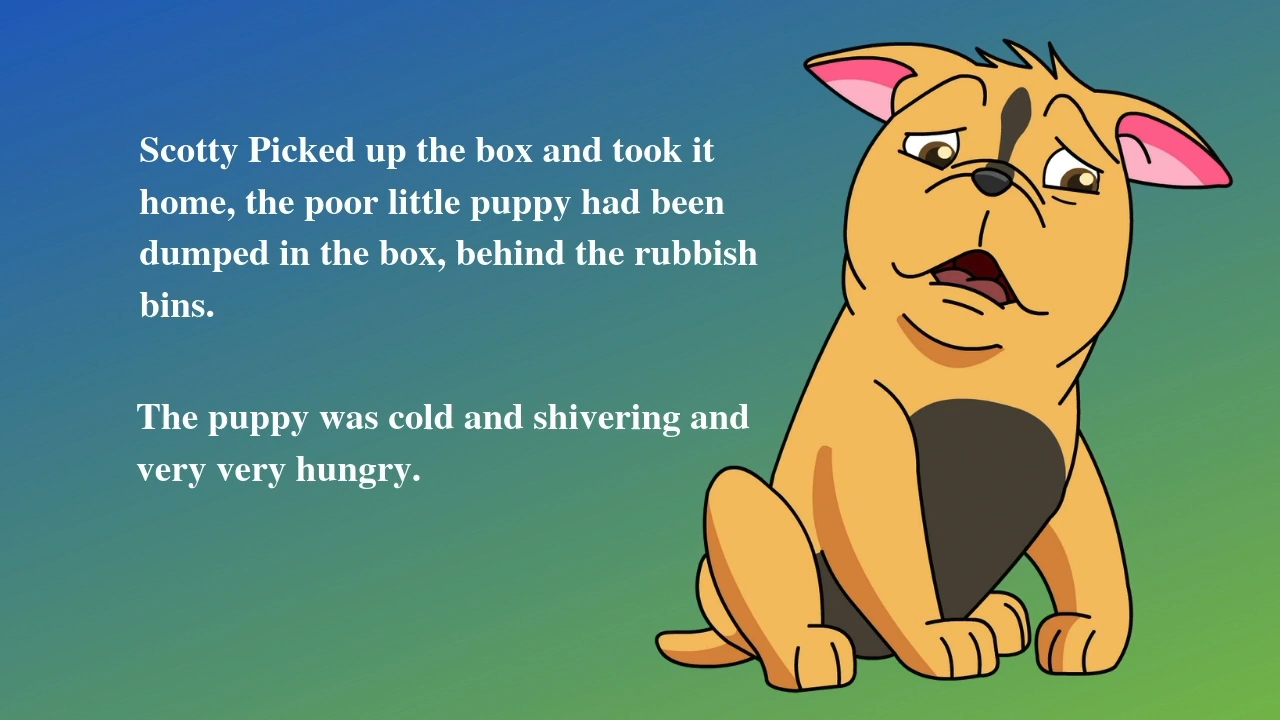 Scotty Picked up the box and took it
home, the poor little puppy had been
dumped in the box, behind the rubbish
bins.
The puppy was cold and shivering and
very very hungry.